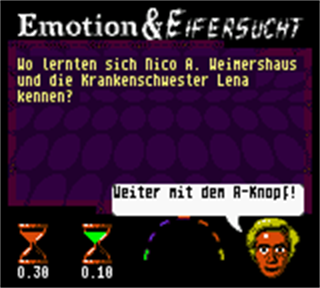 Emotion & EIFERSUCHT
Wo lernten sich Nico A. Weimershaus
und die Krankenschwester Lena
kennen?
Weiter mit dem A-Knopf!
0.30 0.10